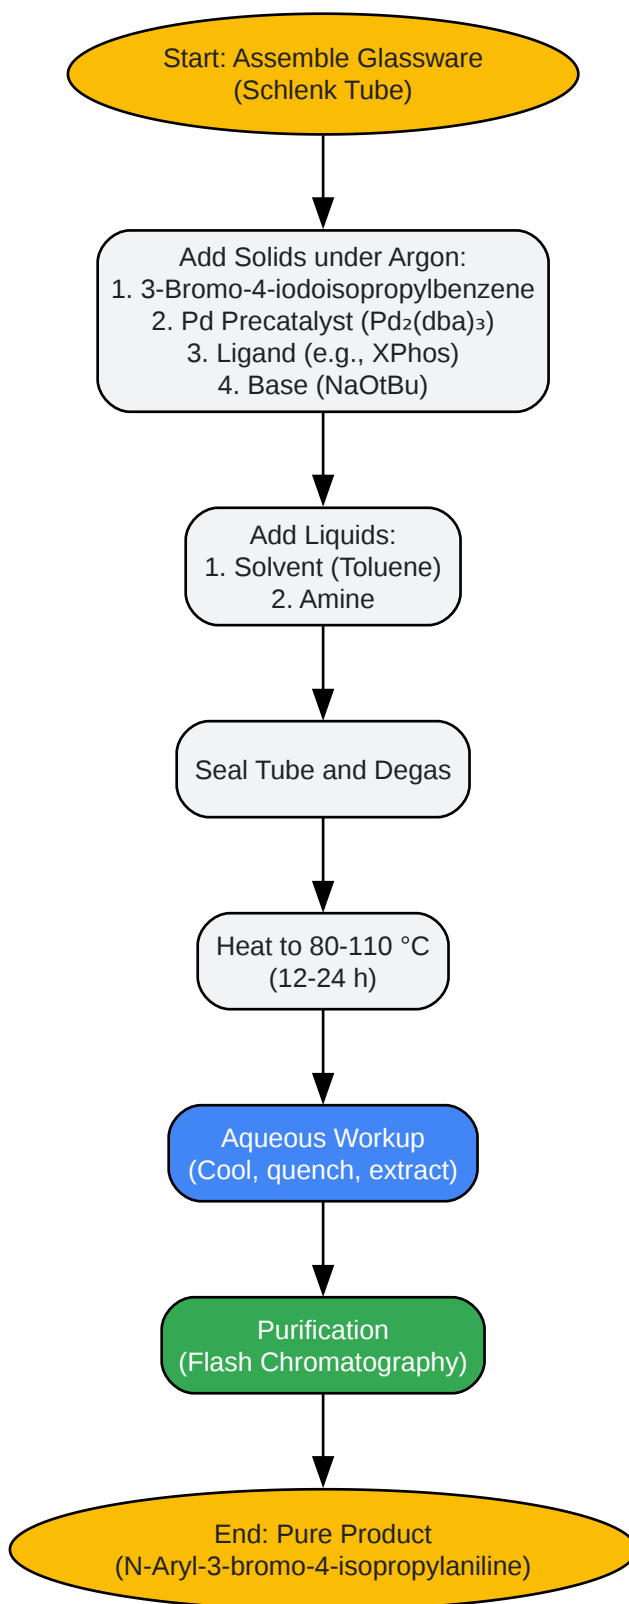 Start: Assemble Glassware
(Schlenk Tube)
Add Solids under Argon:
1. 3-Bromo-4-iodoisopropylbenzene
2. Pd Precatalyst (Pd₂(dba)₃)
3. Ligand (e.g., XPhos)
4. Base (NaOtBu)
Add Liquids:
1. Solvent (Toluene)
2. Amine
Seal Tube and Degas
Heat to 80-110 °C
(12-24 h)
Aqueous Workup
(Cool, quench, extract)
Purification
(Flash Chromatography)
End: Pure Product
(N-Aryl-3-bromo-4-isopropylaniline)